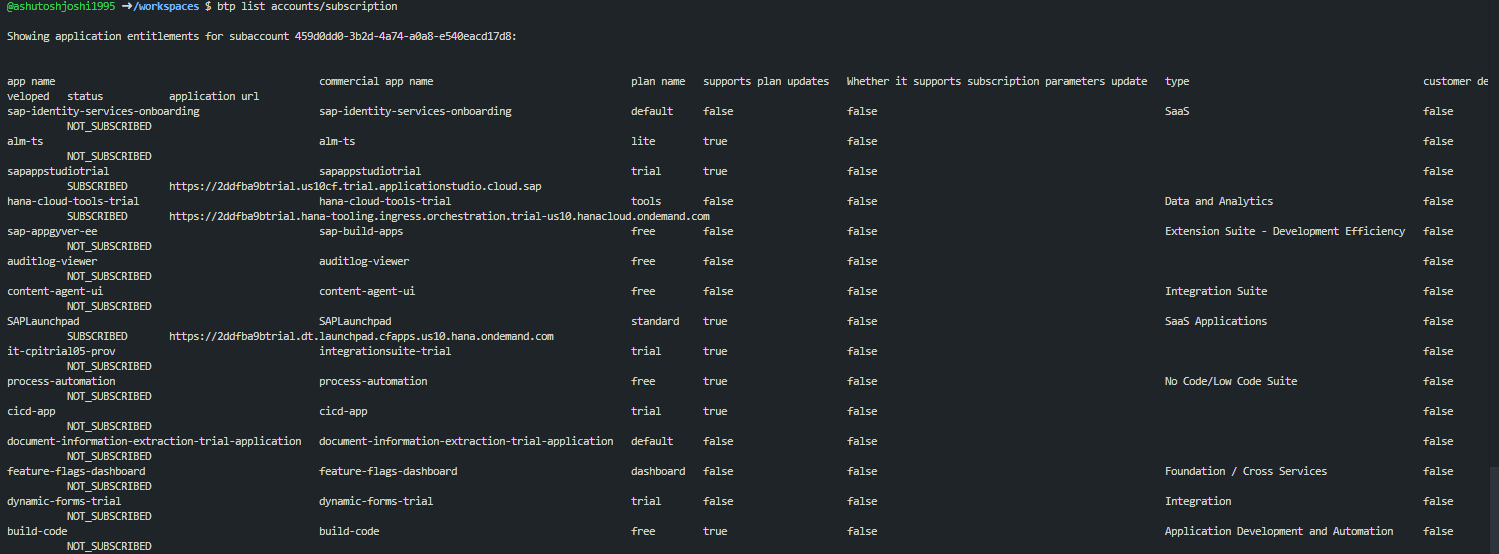 @ashutoshjoshi1995 ➜/workspaces $ btp list accounts/subscription
Showing application entitlements for subaccount 459d0dd0-3b2d-4a74-a0a8-e540eacd17d8:
app name commercial app name plan name supports plan updates Whether it supports subscription parameters update type customer de
veloped status application url
sap-identity-services-onboarding sap-identity-services-onboarding default false false SaaS false
NOT_SUBSCRIBED
alm-ts alm-ts lite true false false
NOT_SUBSCRIBED
sapappstudiotrial sapappstudiotrial trial true false false
SUBSCRIBED https://2ddfba9btrial.us10cf.trial.applicationstudio.cloud.sap
hana-cloud-tools-trial hana-cloud-tools-trial tools false false Data and Analytics false
SUBSCRIBED https://2ddfba9btrial.hana-tooling.ingress.orchestration.trial-us10.hanacloud.ondemand.com
sap-appgyver-ee sap-build-apps free false false Extension Suite - Development Efficiency false
NOT_SUBSCRIBED
auditlog-viewer auditlog-viewer free false false false
NOT_SUBSCRIBED
content-agent-ui content-agent-ui free false false Integration Suite false
NOT_SUBSCRIBED
SAPLaunchpad SAPLaunchpad standard true false SaaS Applications false
SUBSCRIBED https://2ddfba9btrial.dt.launchpad.cfapps.us10.hana.ondemand.com
it-cpitrial05-prov integrationsuite-trial trial true false false
NOT_SUBSCRIBED
process-automation process-automation free true false No Code/Low Code Suite false
NOT_SUBSCRIBED
cicd-app cicd-app trial true false false
NOT_SUBSCRIBED
document-information-extraction-trial-application document-information-extraction-trial-application default false false false
NOT_SUBSCRIBED
feature-flags-dashboard feature-flags-dashboard dashboard false false Foundation / Cross Services false
NOT_SUBSCRIBED
dynamic-forms-trial dynamic-forms-trial trial false false Integration false
NOT_SUBSCRIBED
build-code build-code free true false Application Development and Automation false
NOT_SUBSCRIBED